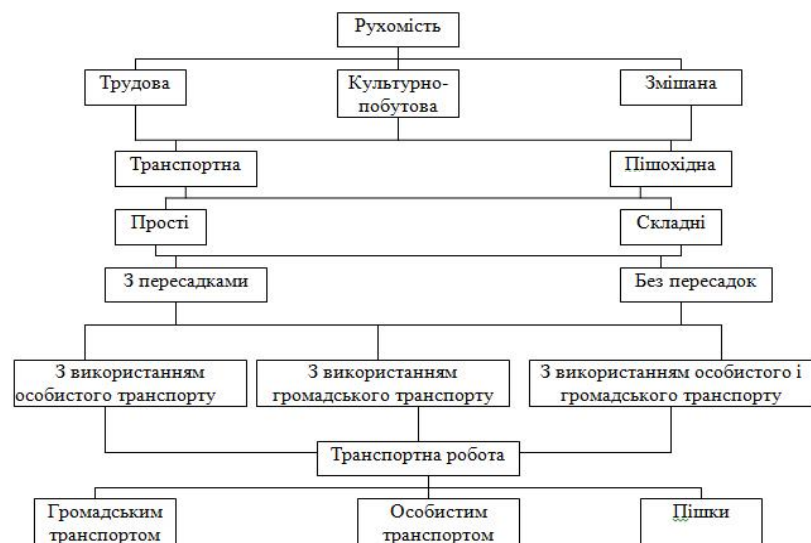 Рухомість
Трудова
Культурно-
побутова
Змішана
Транспортна
Пішохідна
Прості
Складні
З пересадками
Без пересадок
З використанням
особистого транспорту
З використанням
громадського транспорту
З використанням особистого і
громадського транспорту
Транспортна робота
Громадським
транспортом
Особистим
транспортом
Пішки